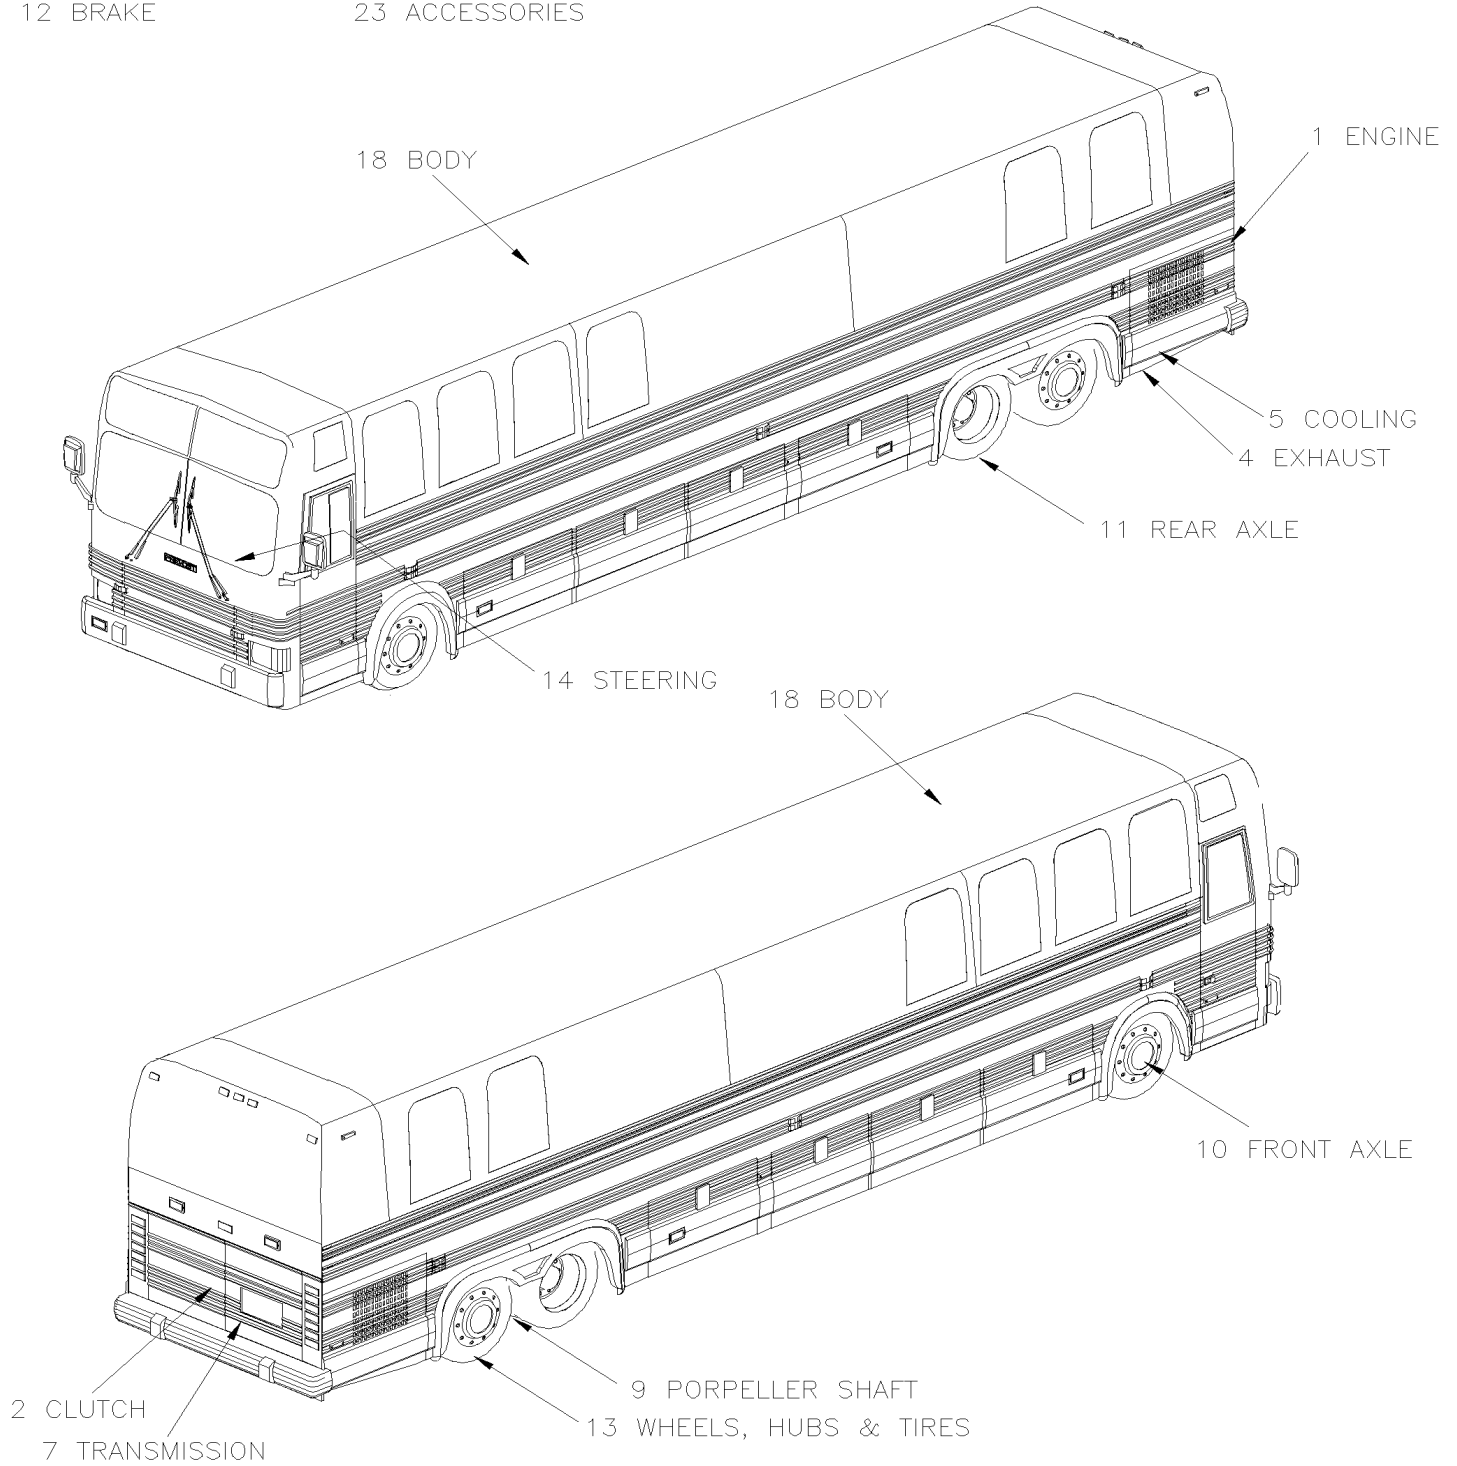 12 BRAKE
23 ACCESSORIES
1 ENGINE
18 BODY
5 COOLING
4 EXHAUST
11 REAR AXLE
14 STEERING
18 BODY
10 FRONT AXLE
9 PORPELLER SHAFT
2 CLUTCH
13 WHEELS, HUBS & TIRES
7 TRANSMISSION